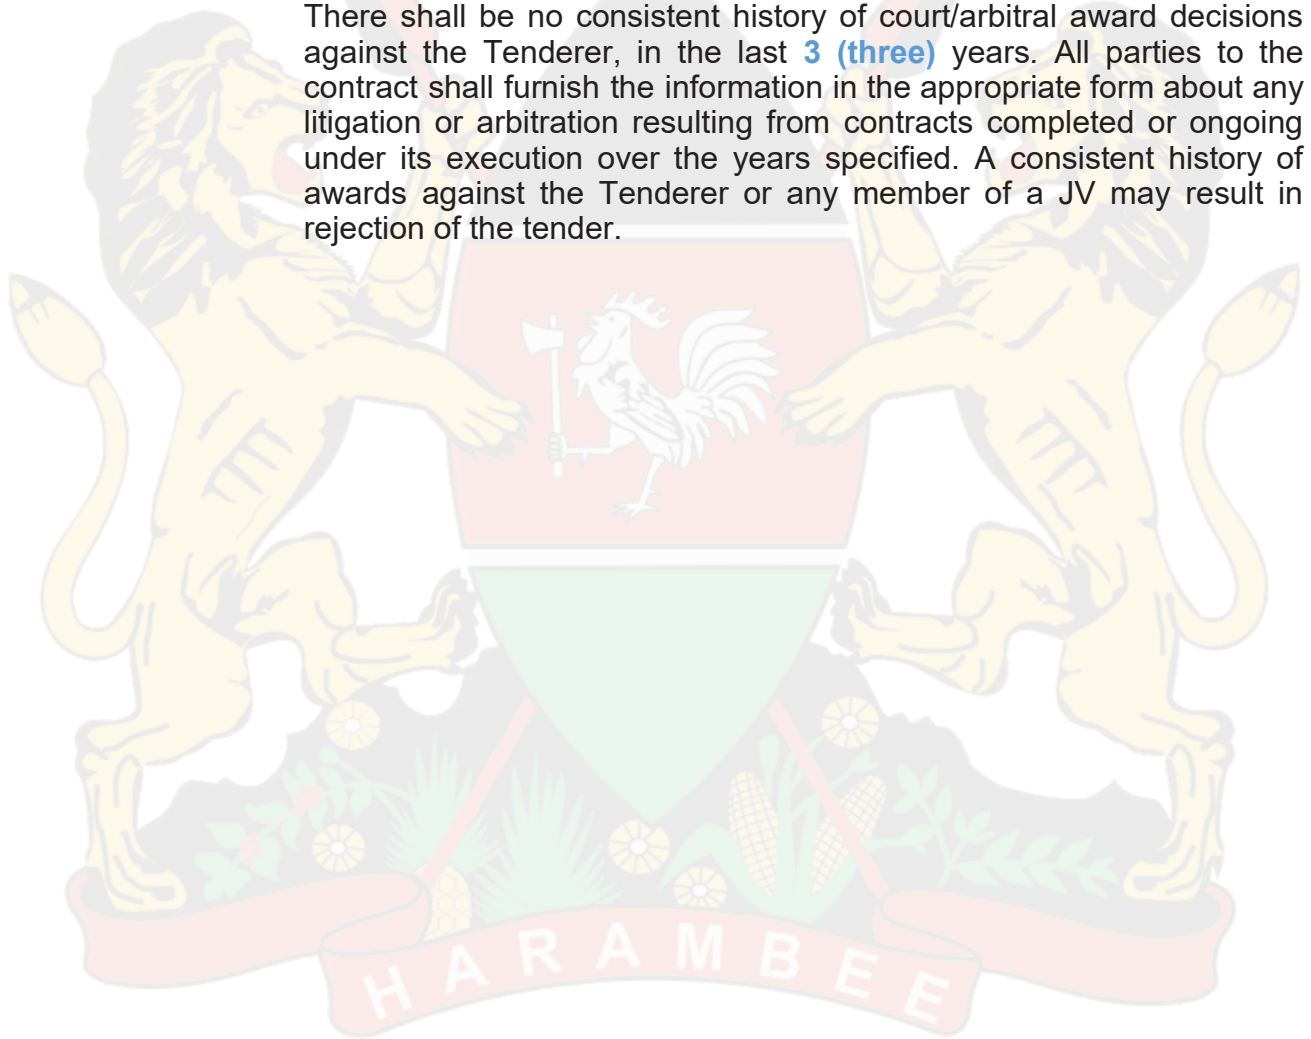 There shall be no consistent history of court/arbitral award decisions
against the Tenderer, in the last 3 (three) years. All parties to the
contract shall furnish the information in the appropriate form about any
litigation or arbitration resulting from contracts completed or ongoing
under its execution over the years specified. A consistent history of
awards against the Tenderer or any member of a JV may result in
rejection of the tender.
HARAMBEE